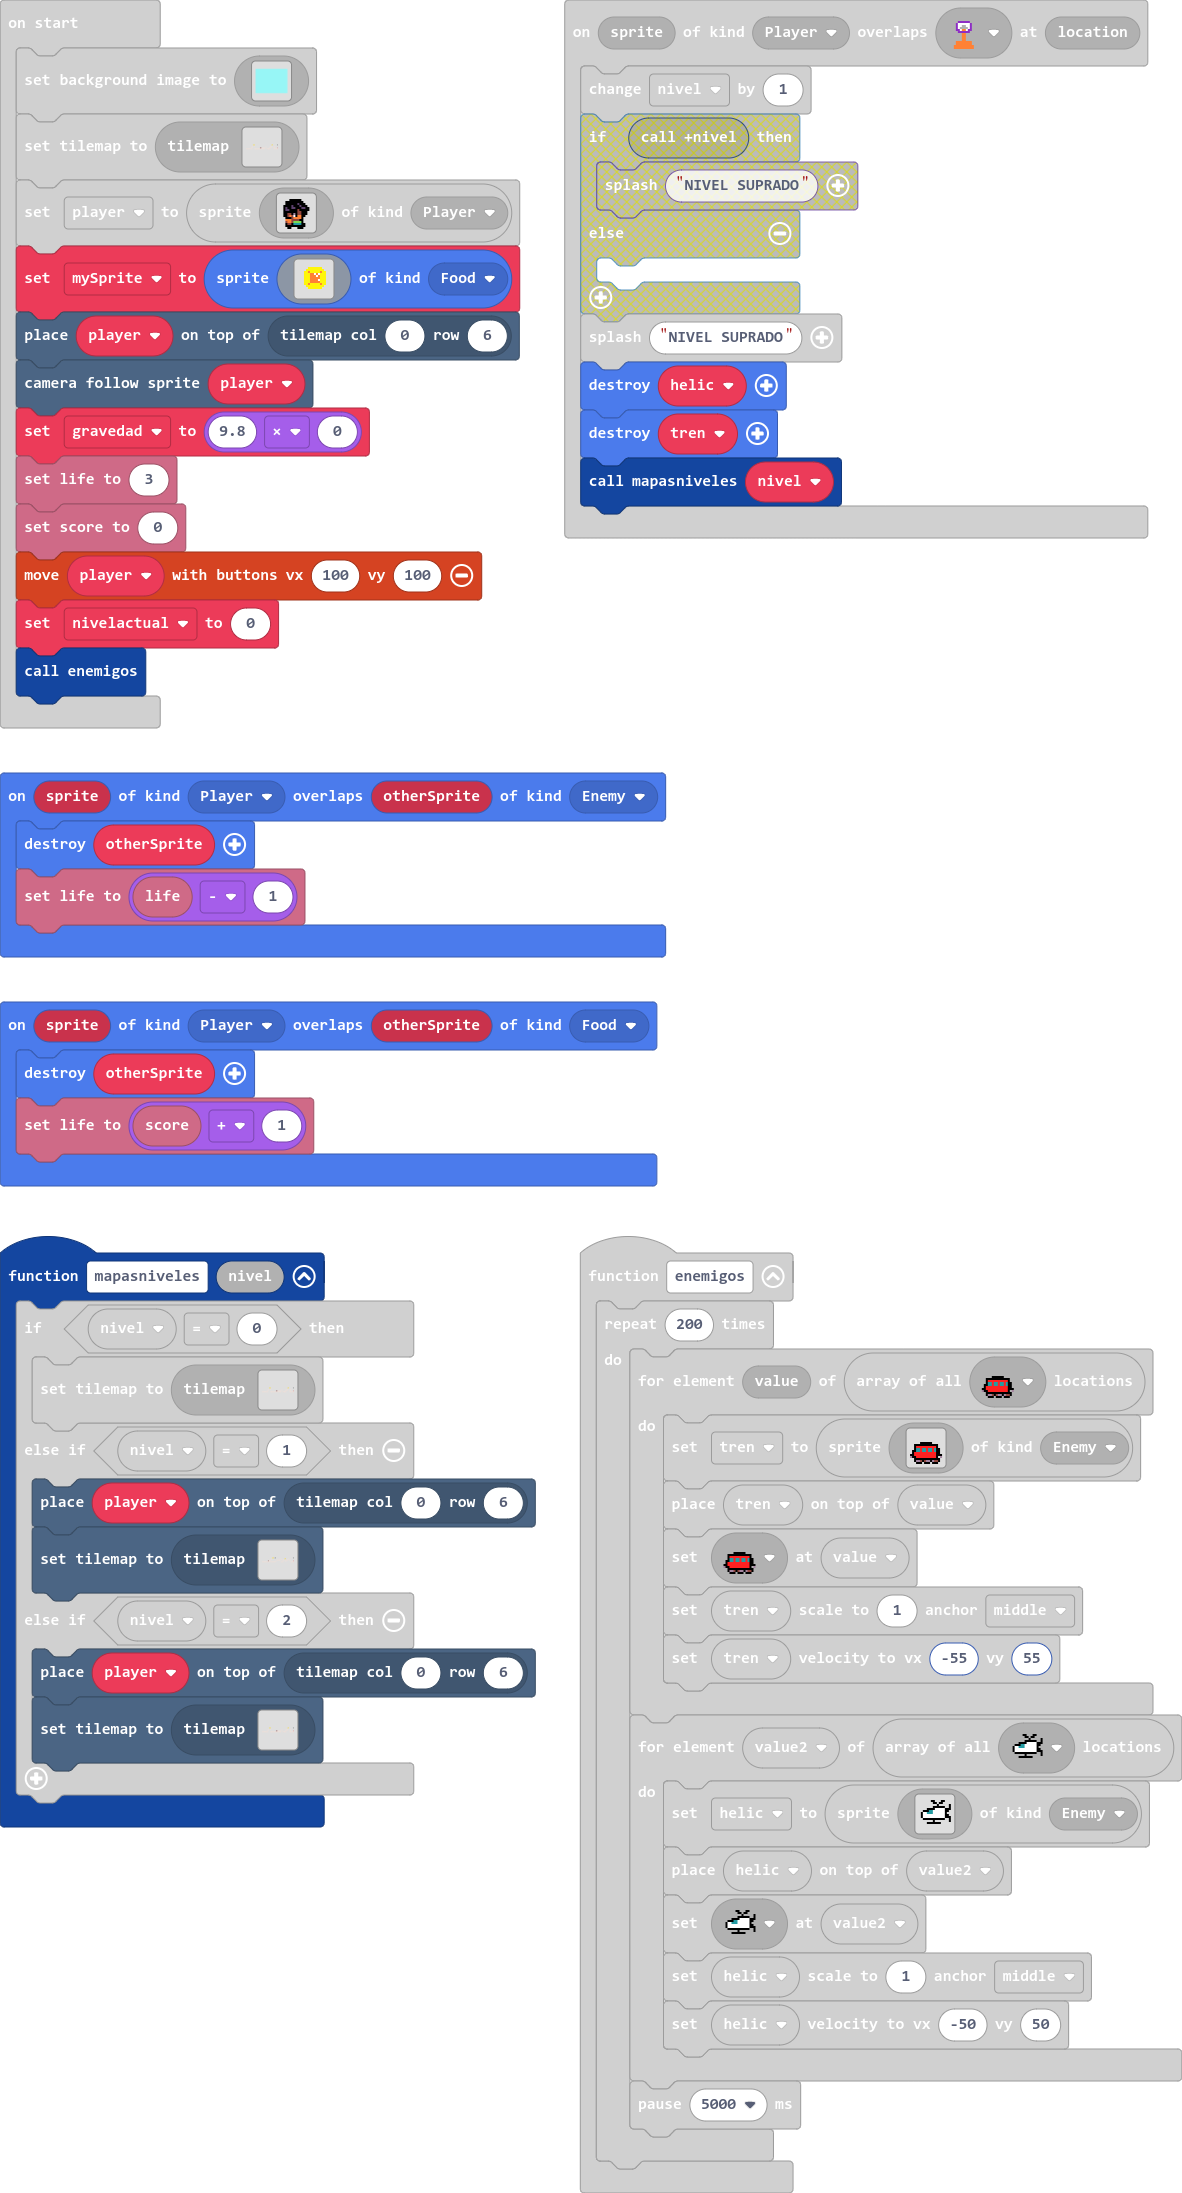 on start
set background image to
set tilemap to tilemap
set player to sprite of kind Player
set mySprite to sprite of kind Food
place player on top of tilemap col 0 row 6
camera follow sprite player
set gravedad to 9.8 × 0
set life to 3
set score to 0
move player with buttons vx 100 vy 100
set nivelactual to 0
call enemigos
on sprite of kind Player overlaps at location
change nivel by 1
if call +nivel then
splash "NIVEL SUPRADO"
else
splash "NIVEL SUPRADO"
destroy helic
destroy tren
call mapasniveles nivel
on sprite of kind Player overlaps otherSprite of kind Enemy
destroy otherSprite
set life to life - 1
on sprite of kind Player overlaps otherSprite of kind Food
destroy otherSprite
set life to score + 1
function mapasniveles nivel
if nivel = 0 then
set tilemap to tilemap
else if nivel = 1 then
place player on top of tilemap col 0 row 6
set tilemap to tilemap
else if nivel = 2 then
place player on top of tilemap col 0 row 6
set tilemap to tilemap
function enemigos
repeat 200 times
do
for element value of array of all locations
do
set tren to sprite of kind Enemy
place tren on top of value
set at value
set tren scale to 1 anchor middle
set tren velocity to vx -55 vy 55
for element value2 of array of all locations
do
set helic to sprite of kind Enemy
place helic on top of value2
set at value2
set helic scale to 1 anchor middle
set helic velocity to vx -50 vy 50
pause 5000 ms